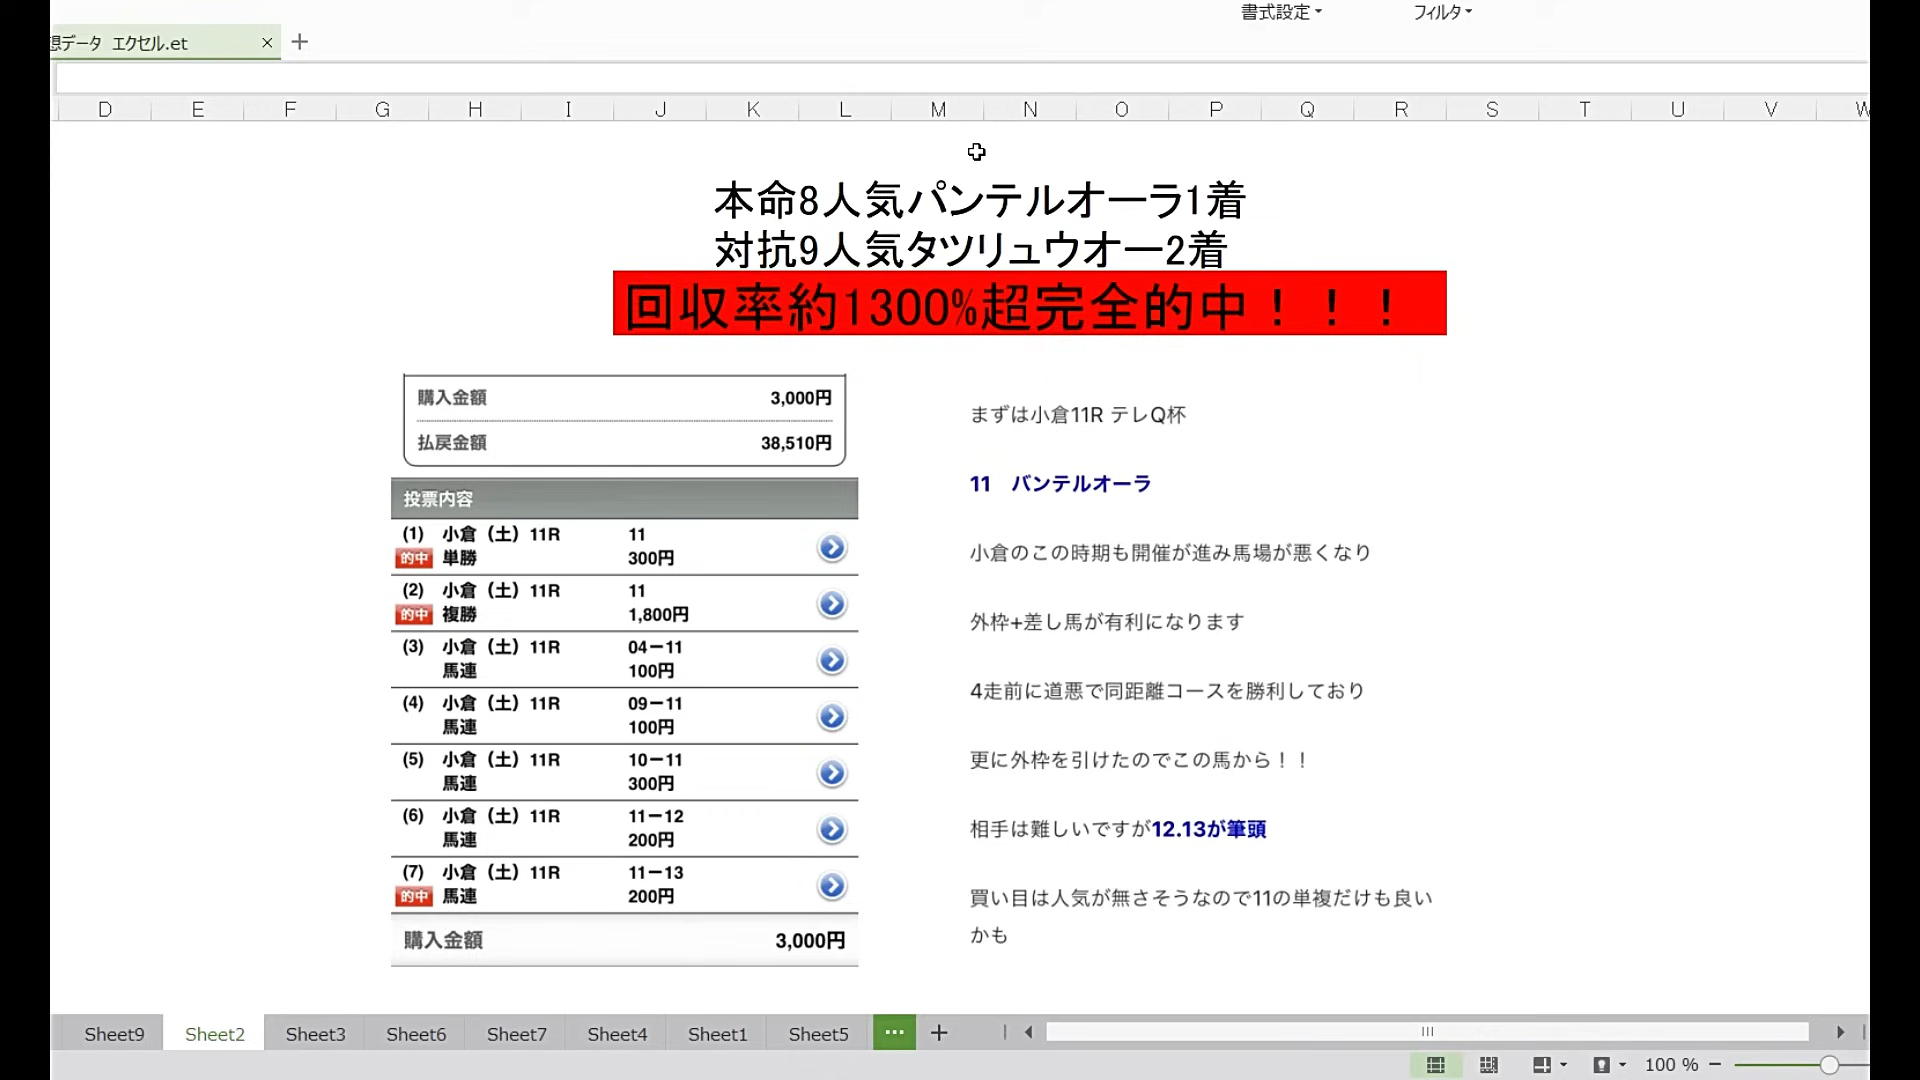 書式設定 フィルタ
想データ エクセル.et × +
D E F G H I J K L M N O P Q R S T U V W
本命8人気パンテルオーラ1着
対抗9人気タツリュウオー2着
回収率約1300%超完全的中！！！
購入金額 3,000円
払戻金額 38,510円
投票内容
(1) 小倉（土）11R 11
的中 単勝 300円
(2) 小倉（土）11R 11
的中 複勝 1,800円
(3) 小倉（土）11R 04－11
馬連 100円
(4) 小倉（土）11R 09－11
馬連 100円
(5) 小倉（土）11R 10－11
馬連 300円
(6) 小倉（土）11R 11－12
馬連 200円
(7) 小倉（土）11R 11－13
的中 馬連 200円
購入金額 3,000円
まずは小倉11R テレQ杯
11 バンテルオーラ
小倉のこの時期も開催が進み馬場が悪くなり
外枠+差し馬が有利になります
4走前に道悪で同距離コースを勝利しており
更に外枠を引けたのでこの馬から！！
相手は難しいですが12.13が筆頭
買い目は人気が無さそうなので11の単複だけも良い
かも
Sheet9 Sheet2 Sheet3 Sheet6 Sheet7 Sheet4 Sheet1 Sheet5 ••• +
100 %